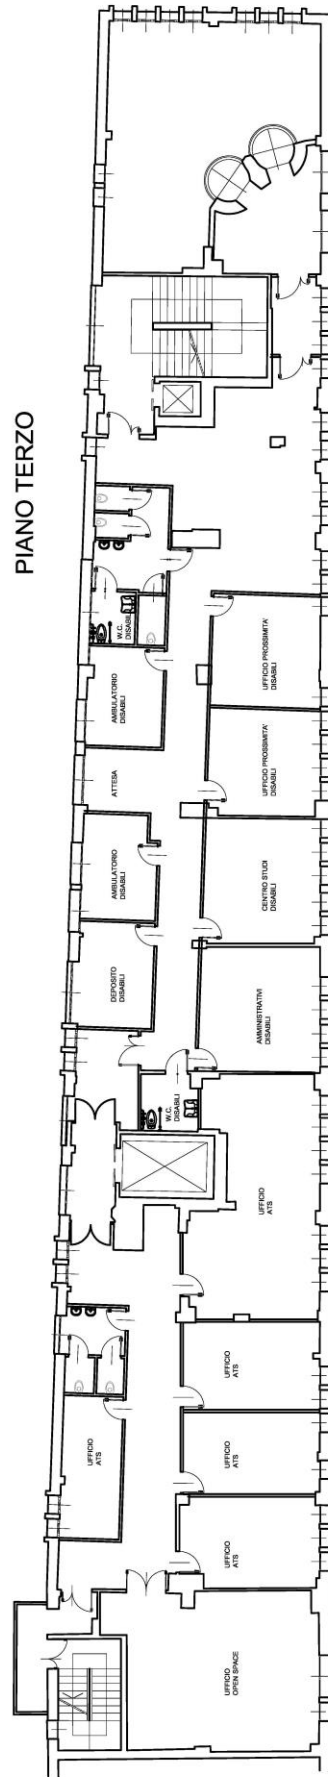 PIANO TERZO
W.C.
DISABILI
AMBULATORIO
DISABILI
UFFICIO PROSSIMITA'
DISABILI
ATTESA
UFFICIO PROSSIMITA'
DISABILI
AMBULATORIO
DISABILI
CENTRO STUDI
DISABILI
DEPOSITO
DISABILI
AMMINISTRATIVI
DISABILI
W.C.
DISABILI
UFFICIO
ATS
UFFICIO
ATS
UFFICIO
ATS
UFFICIO
ATS
UFFICIO
ATS
UFFICIO
OPEN SPACE